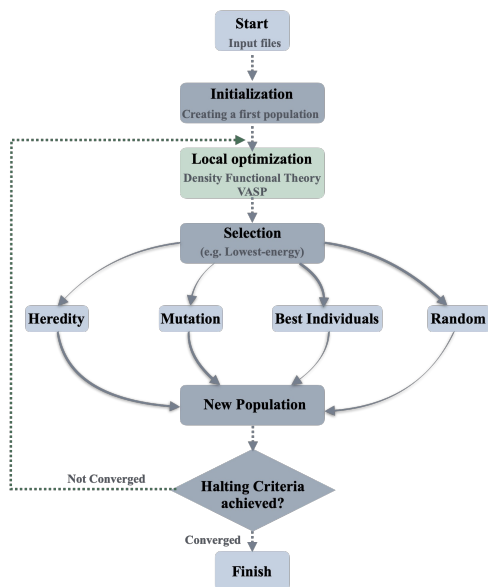 Start
Input files
Initialization
Creating a first population
Local optimization
Density Functional Theory
VASP
Selection
(e.g. Lowest-energy)
Heredity
Mutation
Best Individuals
Random
New Population
Not Converged
Halting Criteria
achieved?
Converged
Finish